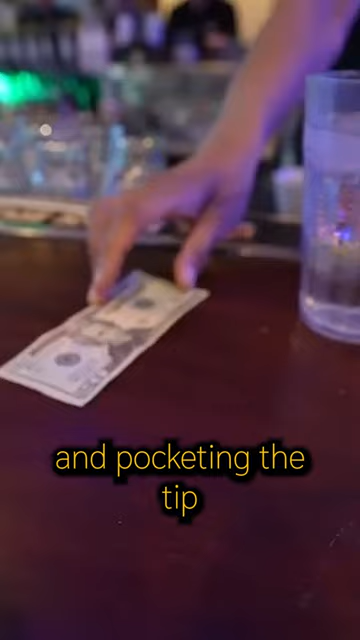 and pocketing the
tip